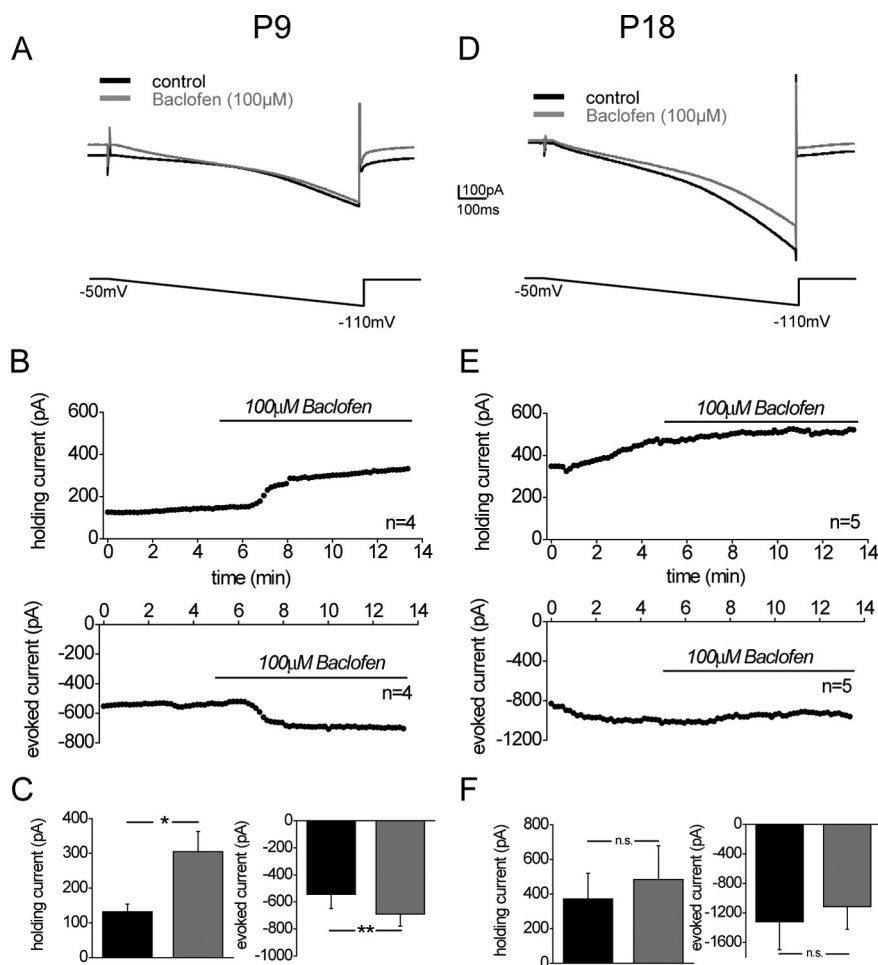 P9
P18
A
control
Baclofen (100µM)
-50mV
-110mV
D
control
Baclofen (100µM)
100pA
100ms
-50mV
-110mV
B
holding current (pA)
600
400
200
0
100µM Baclofen
n=4
0 2 4 6 8 10 12 14
time (min)
evoked current (pA)
0 2 4 6 8 10 12 14
0
-200
-400
-600
-800
100µM Baclofen
n=4
E
holding current (pA)
600
400
200
0
100µM Baclofen
n=5
0 2 4 6 8 10 12 14
time (min)
evoked current (pA)
0 2 4 6 8 10 12 14
0
-400
-800
-1200
100µM Baclofen
n=5
C
holding current (pA)
400
300
200
100
0
*
evoked current (pA)
0
-200
-400
-600
-800
-1000
**
F
holding current (pA)
800
600
400
200
0
n.s.
evoked current (pA)
0
-400
-800
-1200
-1600
n.s.